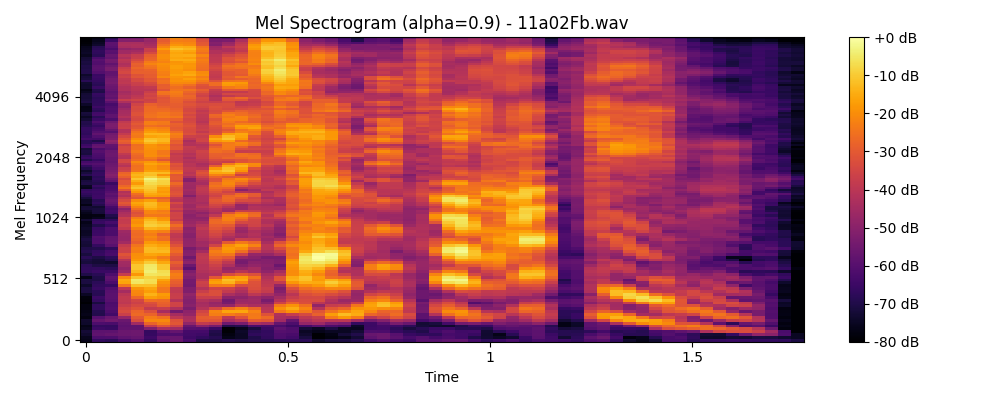 Mel Spectrogram (alpha=0.9) - 11a02Fb.wav
Mel Frequency
4096
2048
1024
512
0
0
0.5
1
1.5
Time
+0 dB
-10 dB
-20 dB
-30 dB
-40 dB
-50 dB
-60 dB
-70 dB
-80 dB